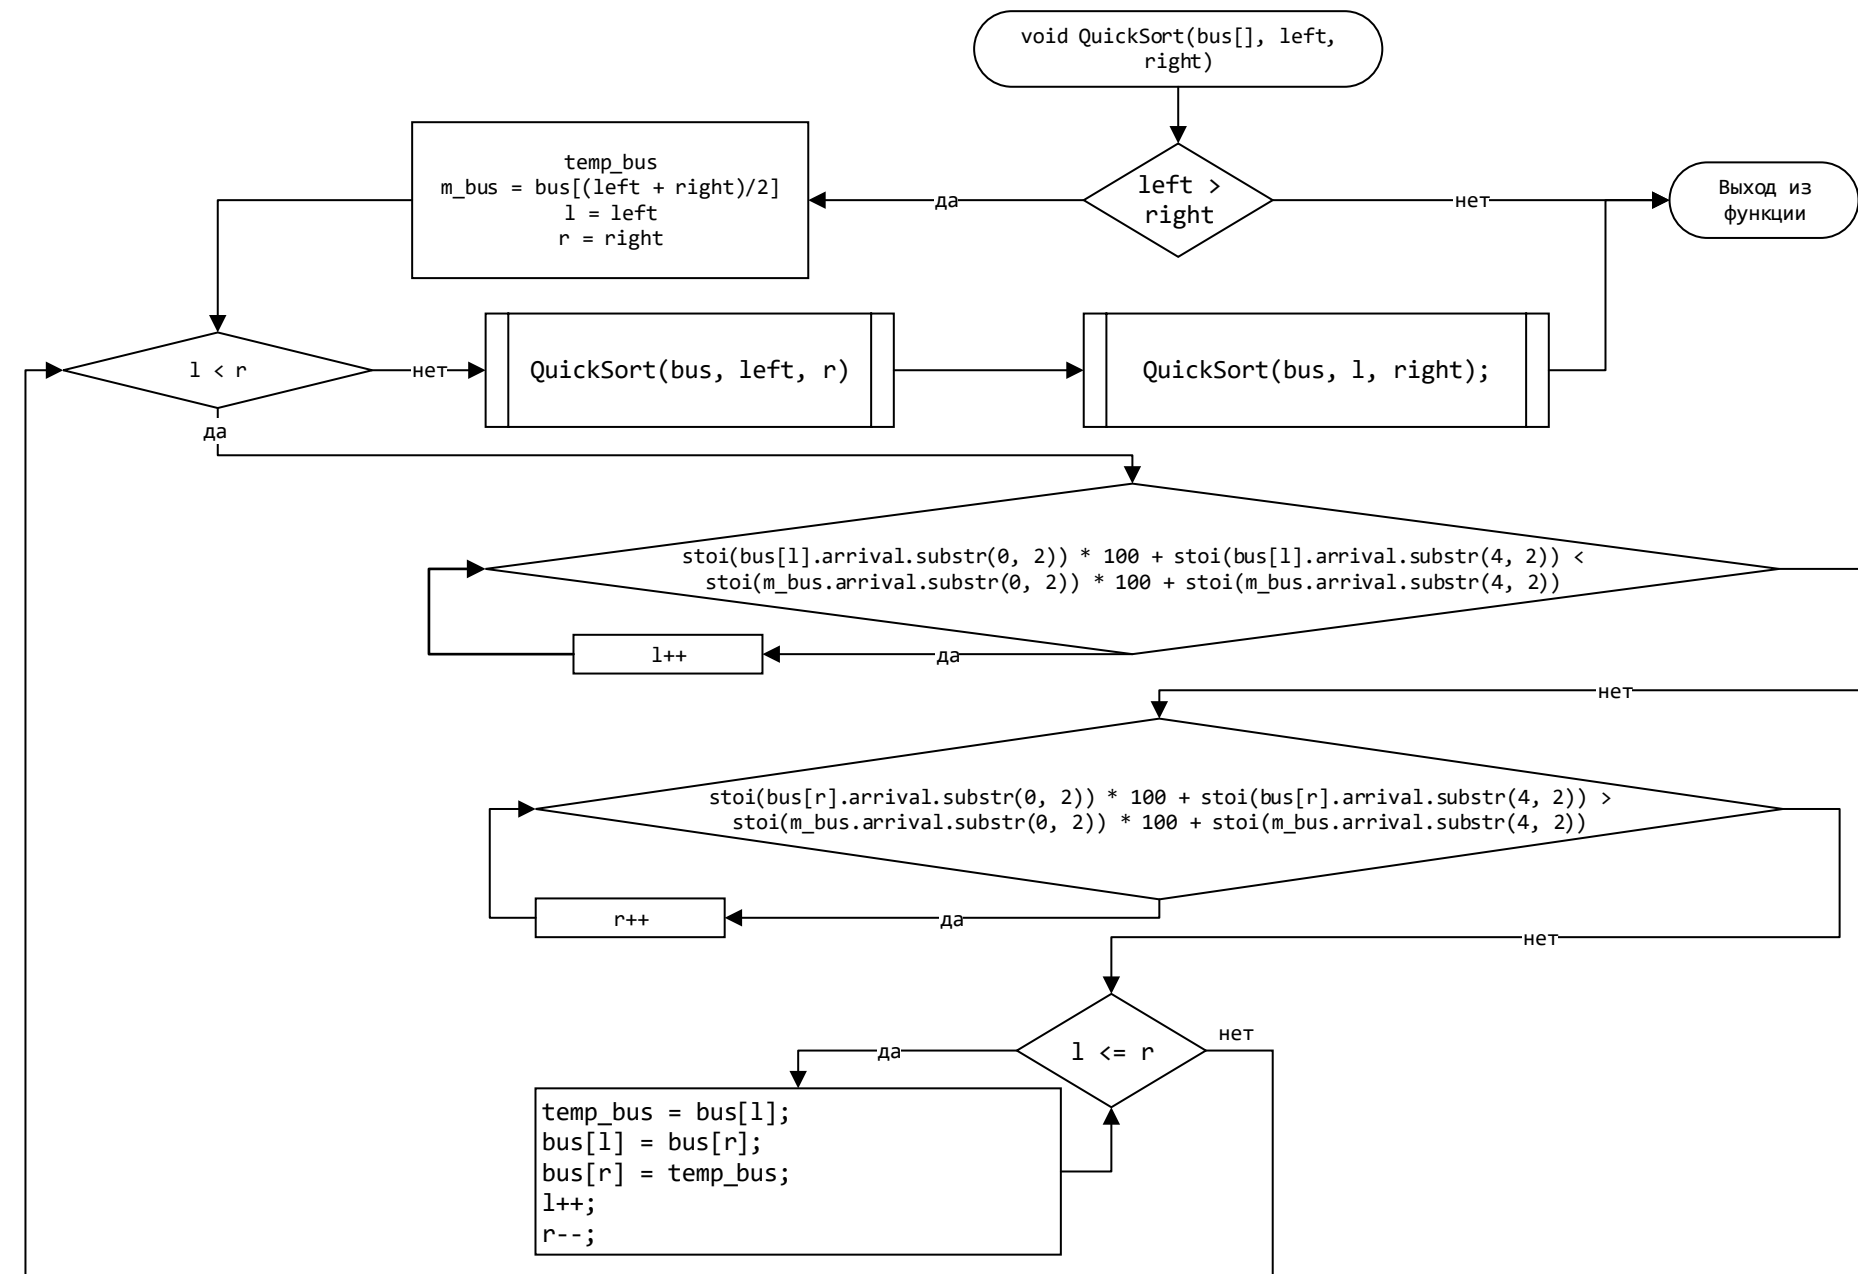 void QuickSort(bus[], left,
right)
temp_bus
m_bus = bus[(left + right)/2]
l = left
r = right
да
left >
right
нет
Выход из
функции
l < r
нет
QuickSort(bus, left, r)
QuickSort(bus, l, right);
да
stoi(bus[l].arrival.substr(0, 2)) * 100 + stoi(bus[l].arrival.substr(4, 2)) <
stoi(m_bus.arrival.substr(0, 2)) * 100 + stoi(m_bus.arrival.substr(4, 2))
l++
да
нет
stoi(bus[r].arrival.substr(0, 2)) * 100 + stoi(bus[r].arrival.substr(4, 2)) >
stoi(m_bus.arrival.substr(0, 2)) * 100 + stoi(m_bus.arrival.substr(4, 2))
r++
да
нет
да
l <= r
нет
temp_bus = bus[l];
bus[l] = bus[r];
bus[r] = temp_bus;
l++;
r--;